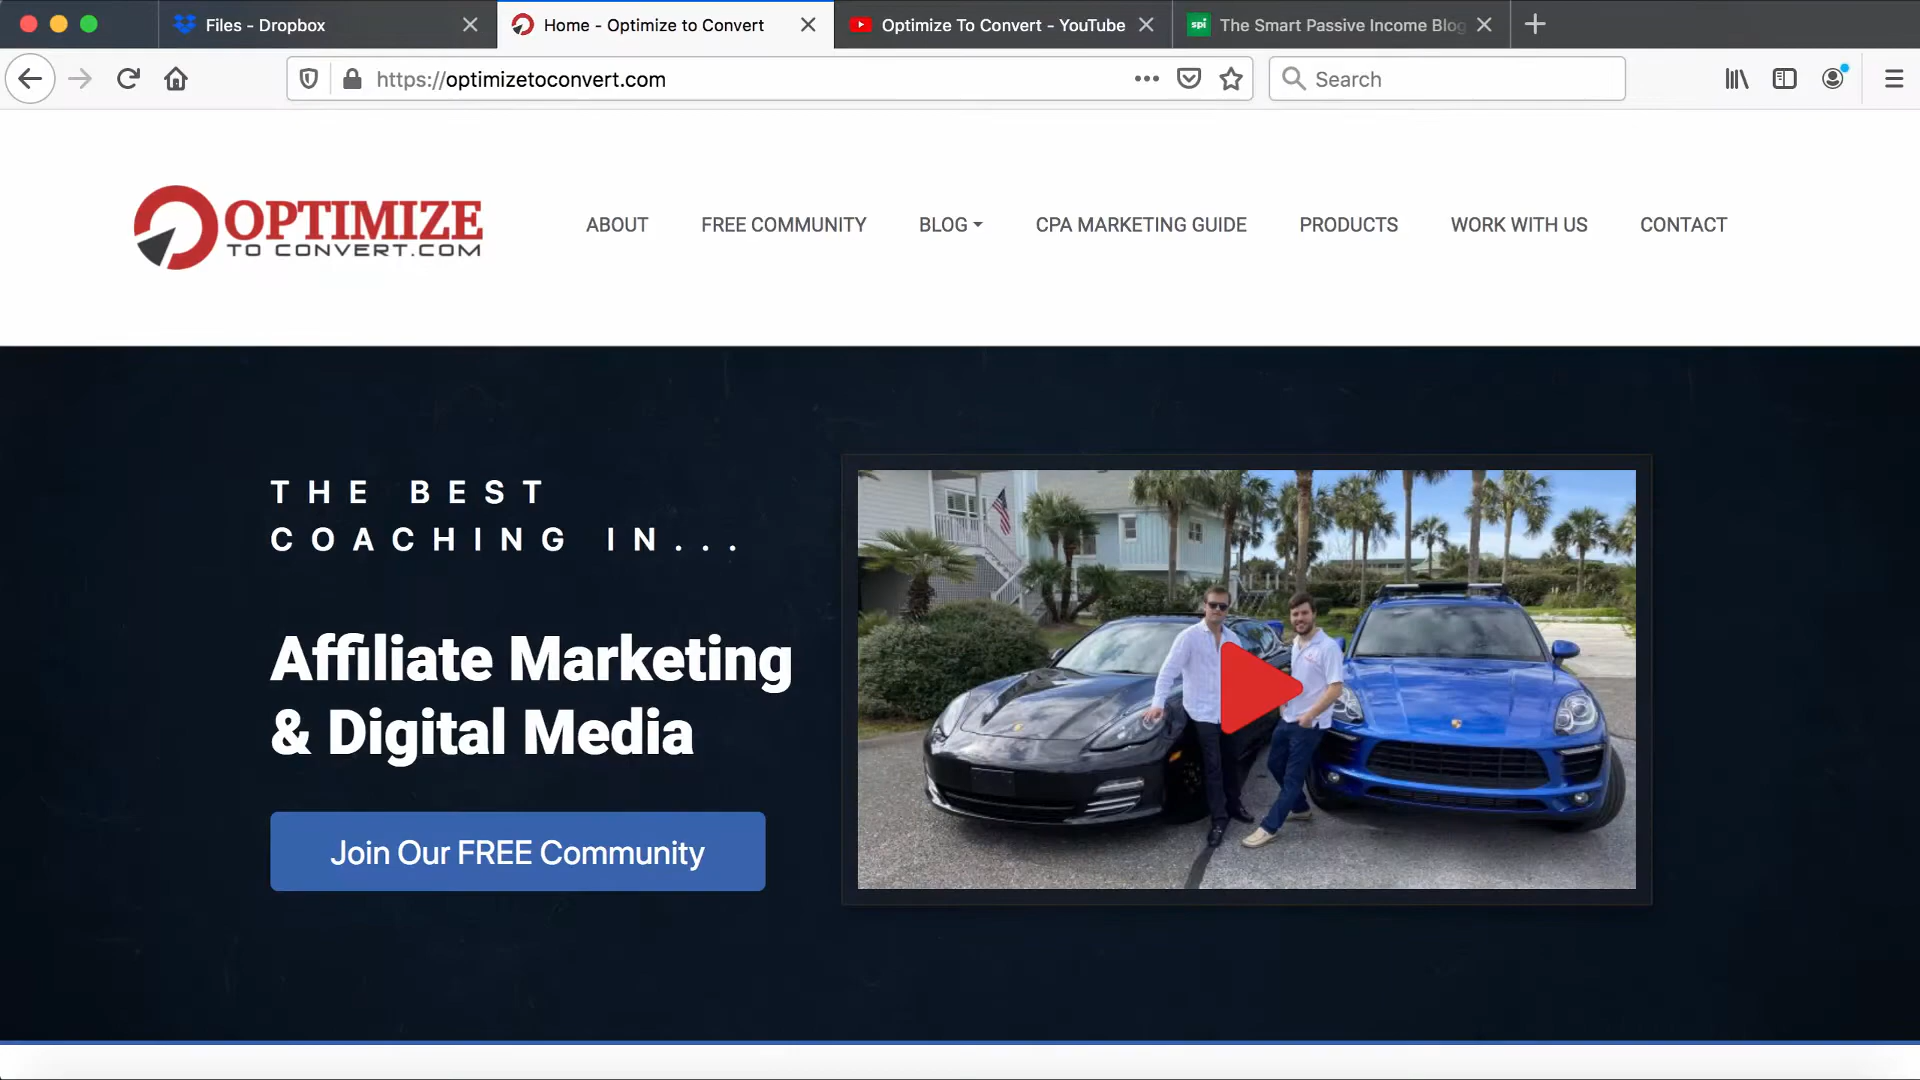 Files - Dropbox
Home - Optimize to Convert
Optimize To Convert - YouTube
The Smart Passive Income Blog
https://optimizetoconvert.com
Search
OPTIMIZE
TO CONVERT.COM
ABOUT
FREE COMMUNITY
BLOG
CPA MARKETING GUIDE
PRODUCTS
WORK WITH US
CONTACT
THE BEST
COACHING IN...
Affiliate Marketing
& Digital Media
Join Our FREE Community